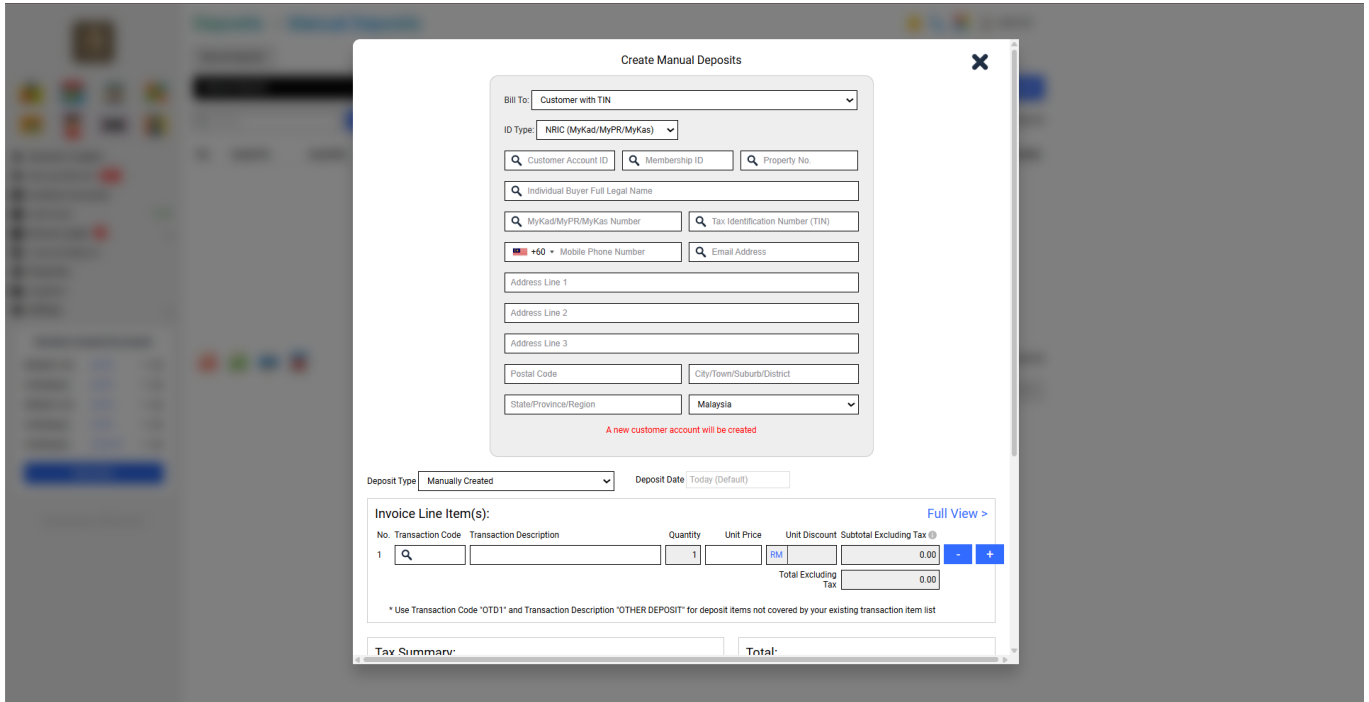 Deposits Manual Deposits
Create Manual Deposits
Bill To: Customer with TIN
ID Type: NRIC (MyKad/MyPR/MyKas)
Customer Account ID Membership ID Property No.
Individual Buyer Full Legal Name
MyKad/MyPR/MyKas Number Tax Identification Number (TIN)
+60 Mobile Phone Number Email Address
Address Line 1
Address Line 2
Address Line 3
Postal Code City/Town/Suburb/District
State/Province/Region Malaysia
A new customer account will be created
Deposit Type Manually Created Deposit Date Today (Default)
Invoice Line Item(s): Full View >
No. Transaction Code Transaction Description Quantity Unit Price Unit Discount Subtotal Excluding Tax
1 1 RM 0.00 - +
Total Excluding Tax 0.00
* Use Transaction Code "OTD1" and Transaction Description "OTHER DEPOSIT" for deposit items not covered by your existing transaction item list
Tax Summary: Total: